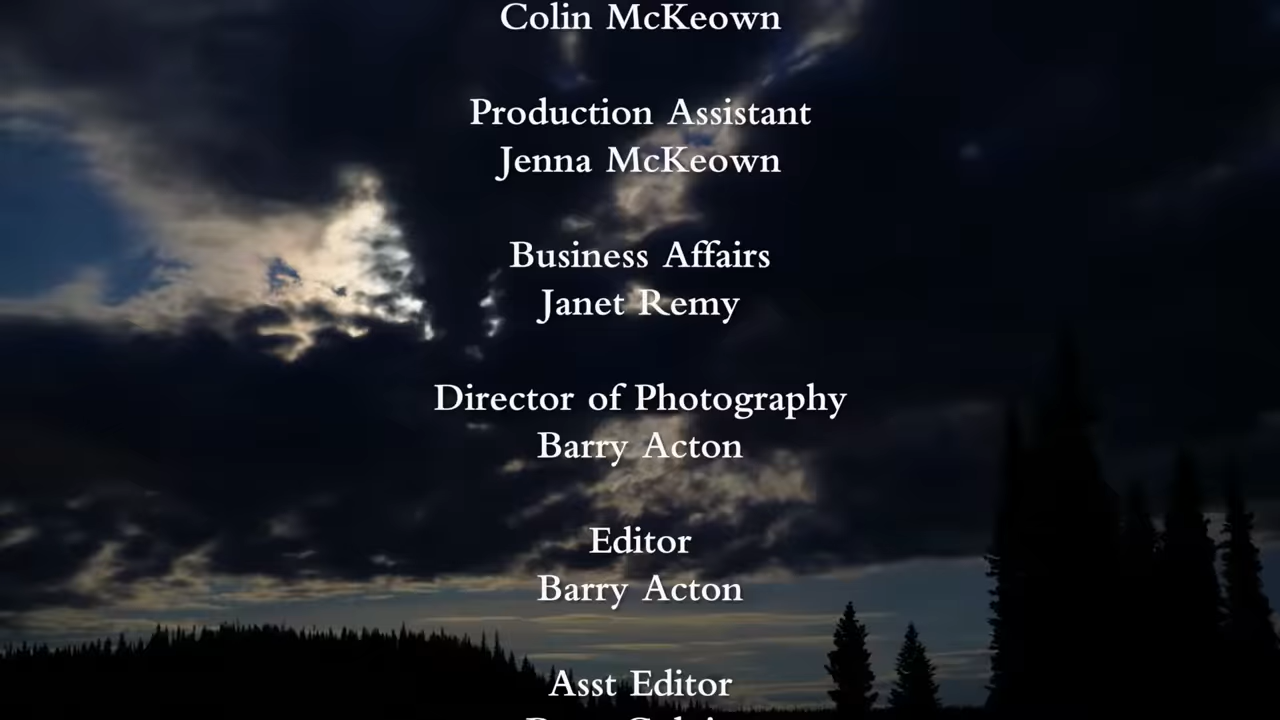 Colin McKeown
Production Assistant
Jenna McKeown
Business Affairs
Janet Remy
Director of Photography
Barry Acton
Editor
Barry Acton
Asst Editor